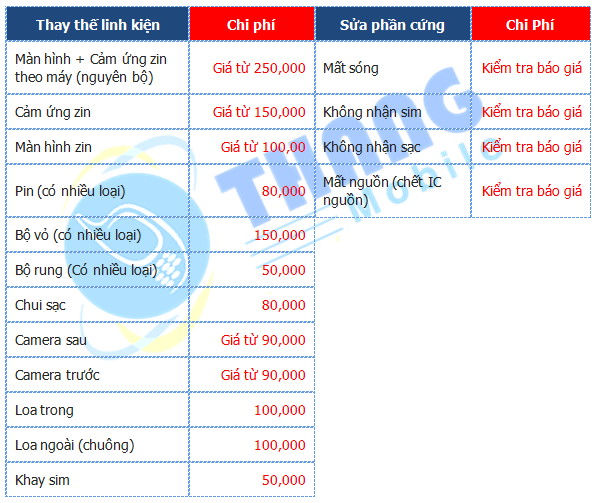 Thay thế linh kiện Chi phí Sửa phần cứng Chi Phí
Màn hình + Cảm ứng zin
theo máy (nguyên bộ) Giá từ 250,000 Mất sóng Kiểm tra báo giá
Cảm ứng zin Giá từ 150,000 Không nhận sim Kiểm tra báo giá
Màn hình zin Giá từ 100,00 Không nhận sạc Kiểm tra báo giá
Pin (có nhiều loại) 80,000 Mất nguồn (chết IC
nguồn) Kiểm tra báo giá
Bộ vỏ (có nhiều loại) 150,000
Bộ rung (Có nhiều loại) 50,000
Chui sạc 80,000
Camera sau Giá từ 90,000
Camera trước Giá từ 90,000
Loa trong 100,000
Loa ngoài (chuông) 100,000
Khay sim 50,000
THANG
Mobile